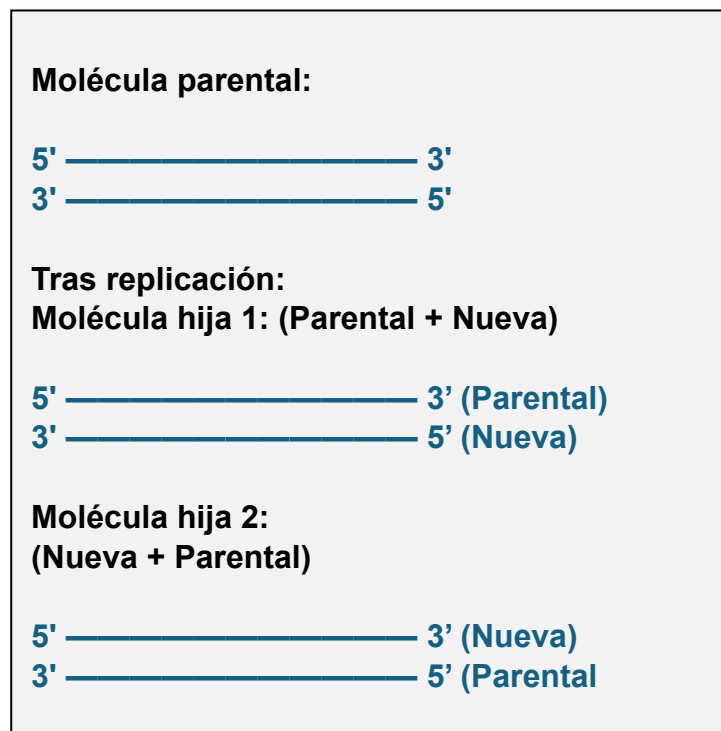 Molécula parental:
5' ——————————— 3'
3' ——————————— 5'
Tras replicación:
Molécula hija 1: (Parental + Nueva)
5' ——————————— 3’ (Parental)
3' ——————————— 5’ (Nueva)
Molécula hija 2:
(Nueva + Parental)
5' ——————————— 3’ (Nueva)
3' ——————————— 5’ (Parental